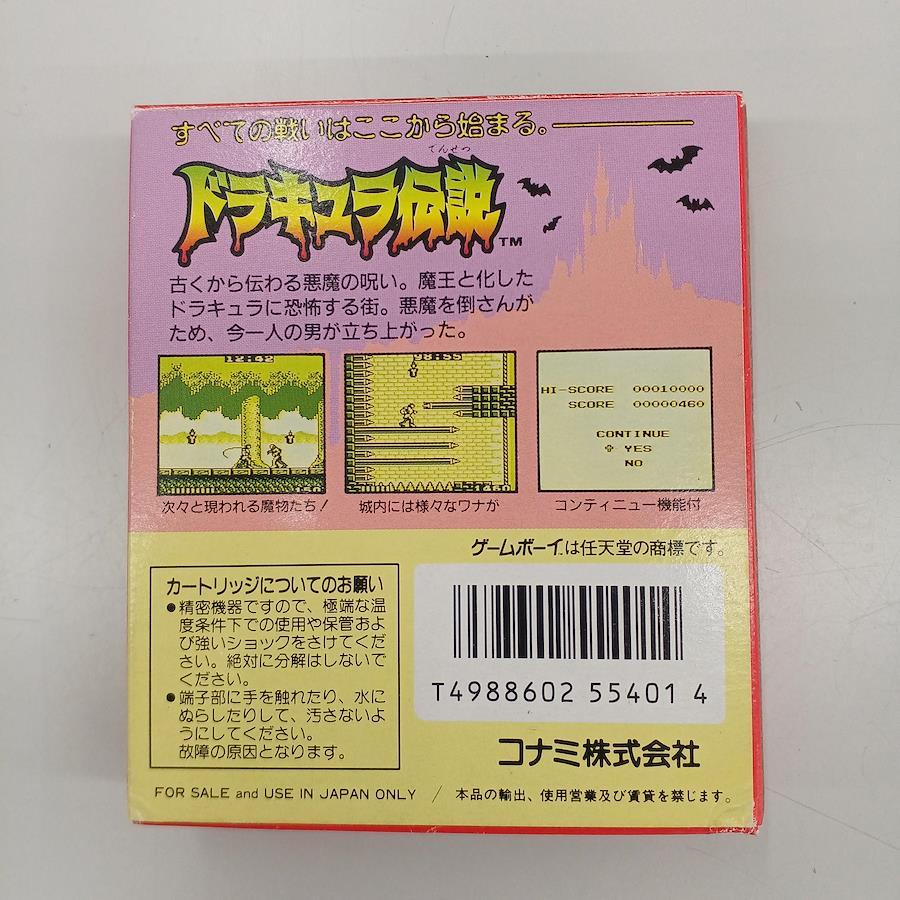 すべての戦いはここから始まる。
てんせつ
ドラキュラ伝説™
古くから伝わる悪魔の呪い。魔王と化した
ドラキュラに恐怖する街。悪魔を倒さんが
ため、今一人の男が立ち上がった。
12:42
98:55
HI-SCORE 00010000
SCORE 00000460
CONTINUE
YES
NO
次々と現われる魔物たち!
城内には様々なワナが
コンティニュー機能付
ゲームボーイは任天堂の商標です。
カートリッジについてのお願い
●精密機器ですので、極端な温
度条件下での使用や保管およ
び強いショックをさけてくだ
さい。絶対に分解はしないで
ください。
●端子部に手を触れたり、水に
ぬらしたりして、汚さないよ
うにしてください。
故障の原因となります。
T4988602 55401 4
コナミ株式会社
FOR SALE and USE IN JAPAN ONLY / 本品の輸出、使用営業及び賃貸を禁じます。